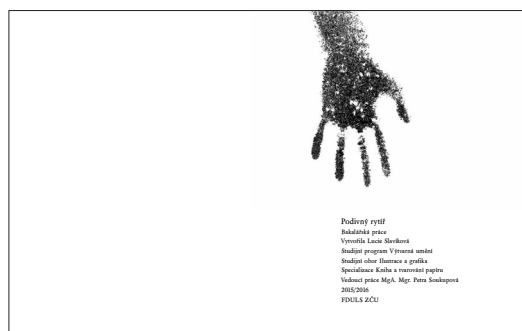 Podivný rytíř
Bakalářská práce
Vytvořila Lucie Slavíková
Studijní program Výtvarná umění
Studijní obor Ilustrace a grafika
Specializace Kniha a tvarování papíru
Vedoucí práce MgA. Mgr. Petra Soukupová
2015/2016
FDULS ZČU